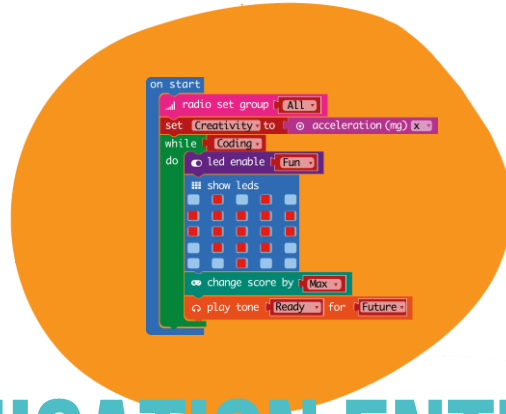 on start
radio set group All
set Creativity to acceleration (mg) x
while Coding
do led enable Fun
show leds
change score by Max
play tone Ready for Future